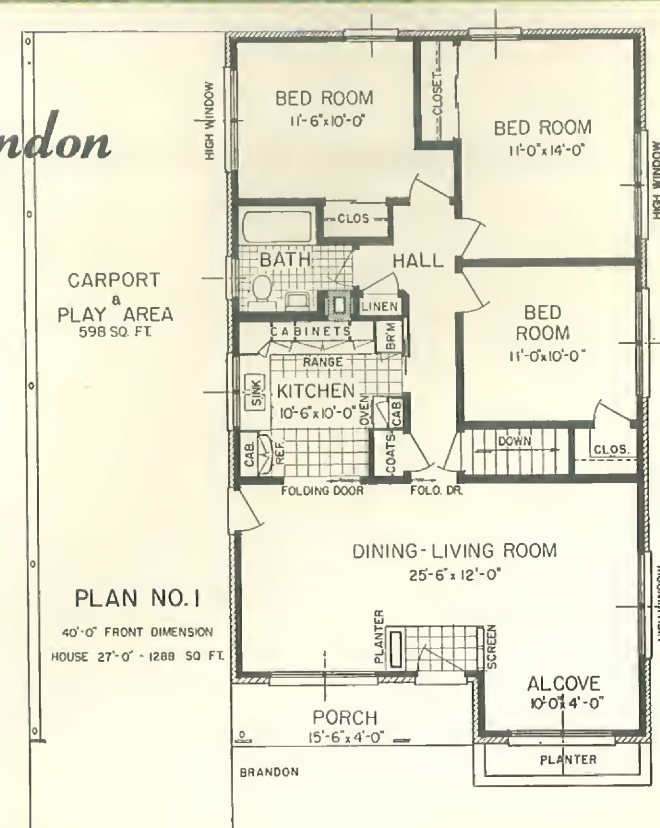 ndon
BED ROOM
11'-6"x10'-0"
CLOSET
BED ROOM
11'-0"x14'-0"
HIGH WINDOW
HIGH WINDOW
CARPORT
&
PLAY AREA
598 SQ. FT.
CLOS
BATH
HALL
LINEN
BED
ROOM
11'-0"x10'-0"
CABINETS
BR'M
RANGE
SINK
KITCHEN
10'-6"x10'-0"
OVEN
CAB
CAB.
REF.
COATS
DOWN
CLOS.
FOLDING DOOR
FOLD. DR.
DINING-LIVING ROOM
25'-6" x 12'-0"
PLAN NO. 1
40'-0" FRONT DIMENSION
HOUSE 27'-0" - 1288 SQ. FT.
PLANTER
SCREEN
HIGH WINDOW
ALCOVE
10'-0"x 4'-0"
PORCH
15'-6"x 4'-0"
PLANTER
BRANDON